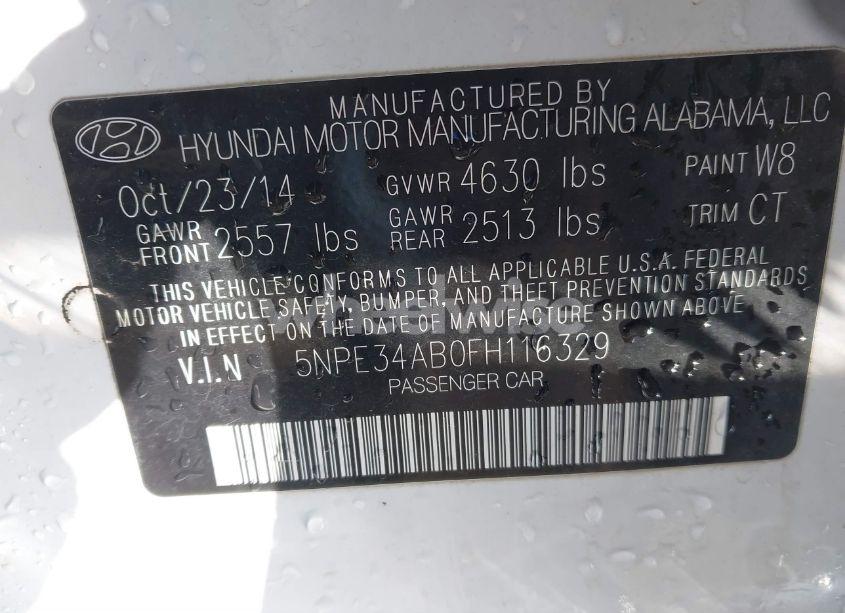 MANUFACTURED BY
HYUNDAI MOTOR MANUFACTURING ALABAMA, LLC
Oct/23/14 GVWR 4630 lbs PAINT W8
GAWR FRONT 2557 lbs GAWR REAR 2513 lbs TRIM CT
THIS VEHICLE CONFORMS TO ALL APPLICABLE U.S.A. FEDERAL
MOTOR VEHICLE SAFETY, BUMPER, AND THEFT PREVENTION STANDARDS
IN EFFECT ON THE DATE OF MANUFACTURE SHOWN ABOVE
V.I.N 5NPE34AB0FH116329
PASSENGER CAR